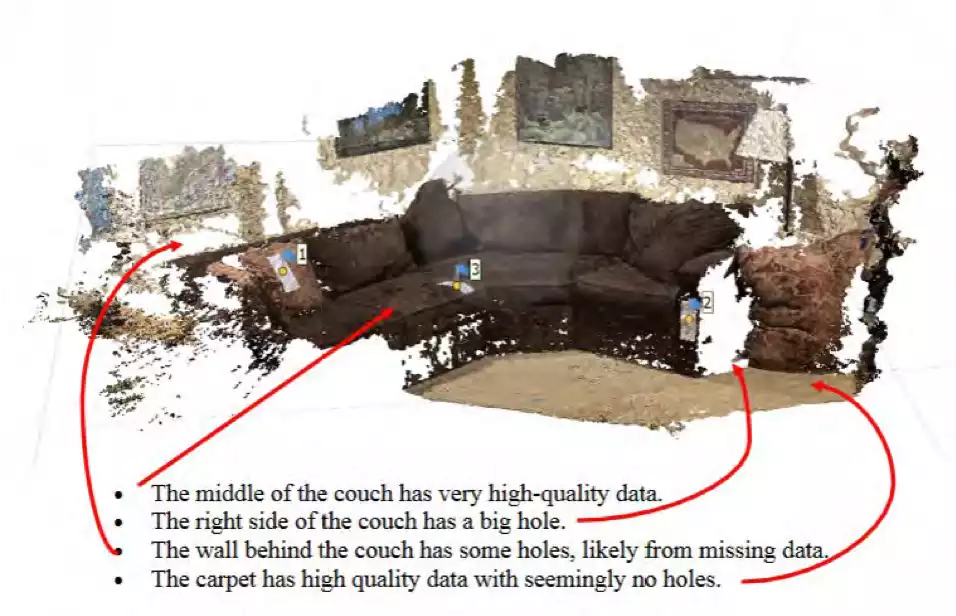 1
3
2
• The middle of the couch has very high-quality data.
• The right side of the couch has a big hole.
• The wall behind the couch has some holes, likely from missing data.
• The carpet has high quality data with seemingly no holes.